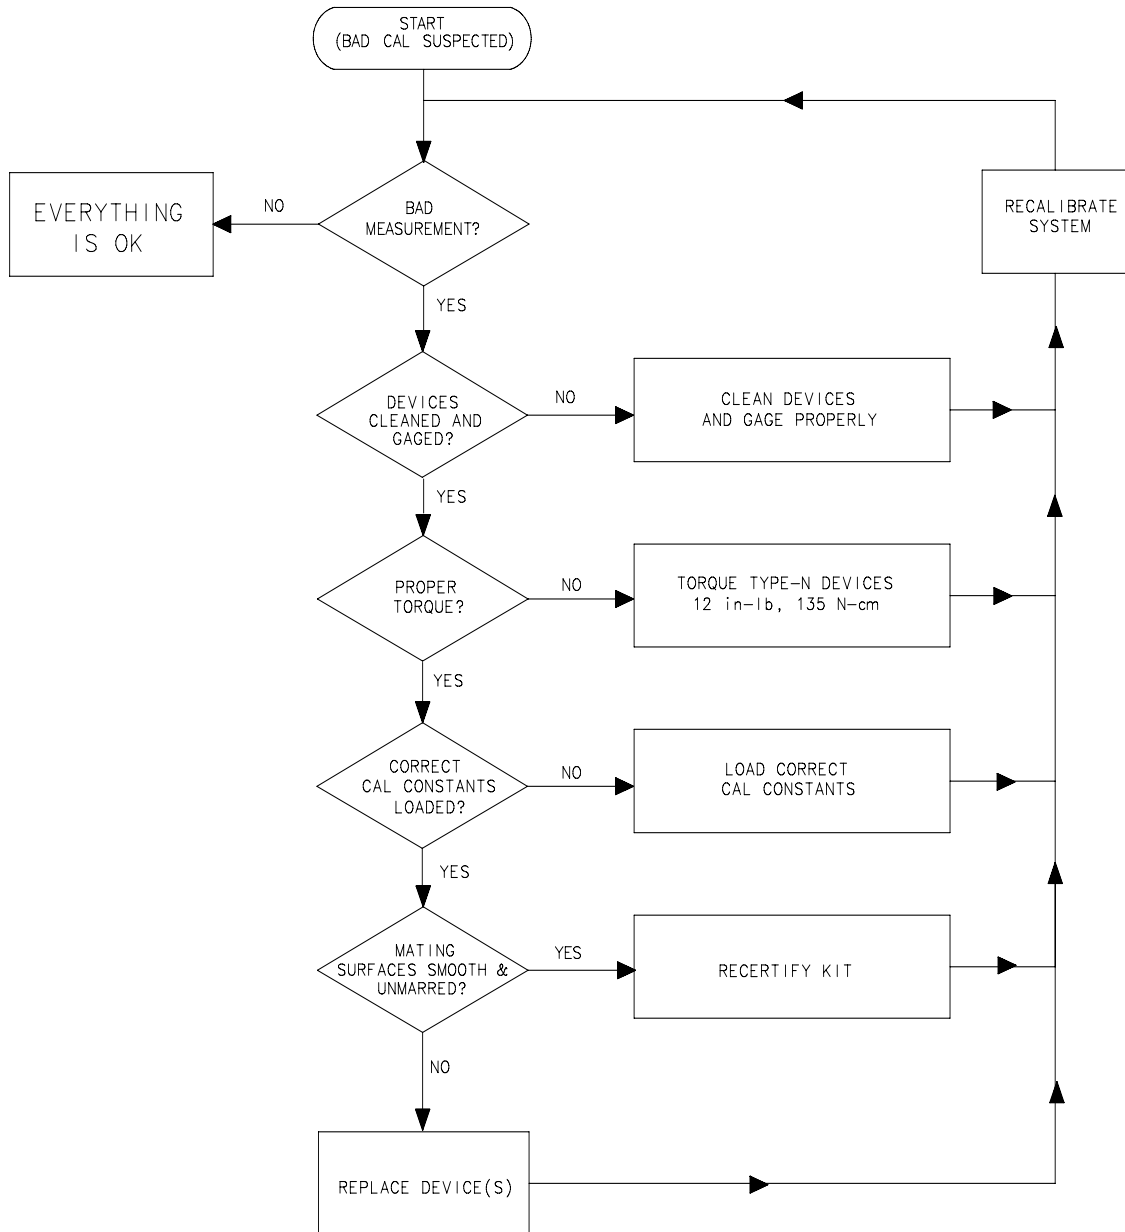 START
(BAD CAL SUSPECTED)
BAD
MEASUREMENT?
NO
EVERYTHING
IS OK
RECALIBRATE
SYSTEM
YES
DEVICES
CLEANED AND
GAGED?
NO
CLEAN DEVICES
AND GAGE PROPERLY
YES
PROPER
TORQUE?
NO
TORQUE TYPE-N DEVICES
12 in-lb, 135 N-cm
YES
CORRECT
CAL CONSTANTS
LOADED?
NO
LOAD CORRECT
CAL CONSTANTS
YES
MATING
SURFACES SMOOTH &
UNMARRED?
YES
RECERTIFY KIT
NO
REPLACE DEVICE(S)